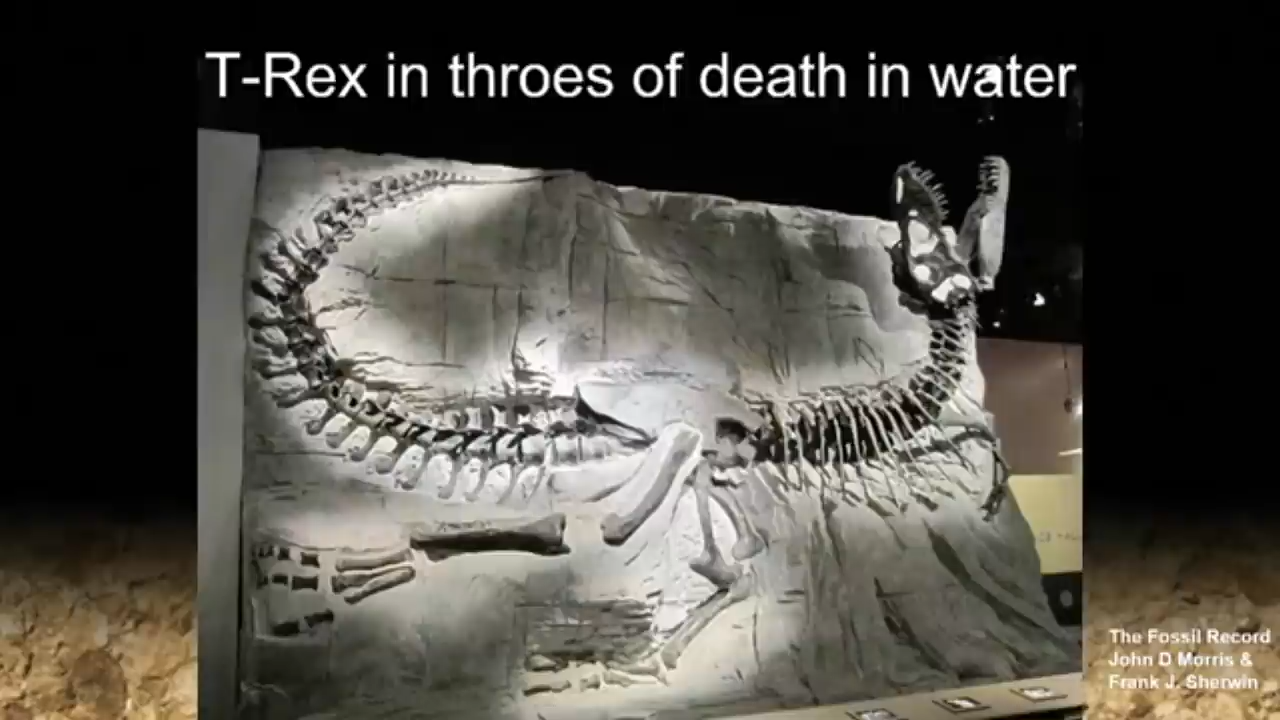 T-Rex in throes of death in water
The Fossil Record
John D Morris &
Frank J. Sherwin